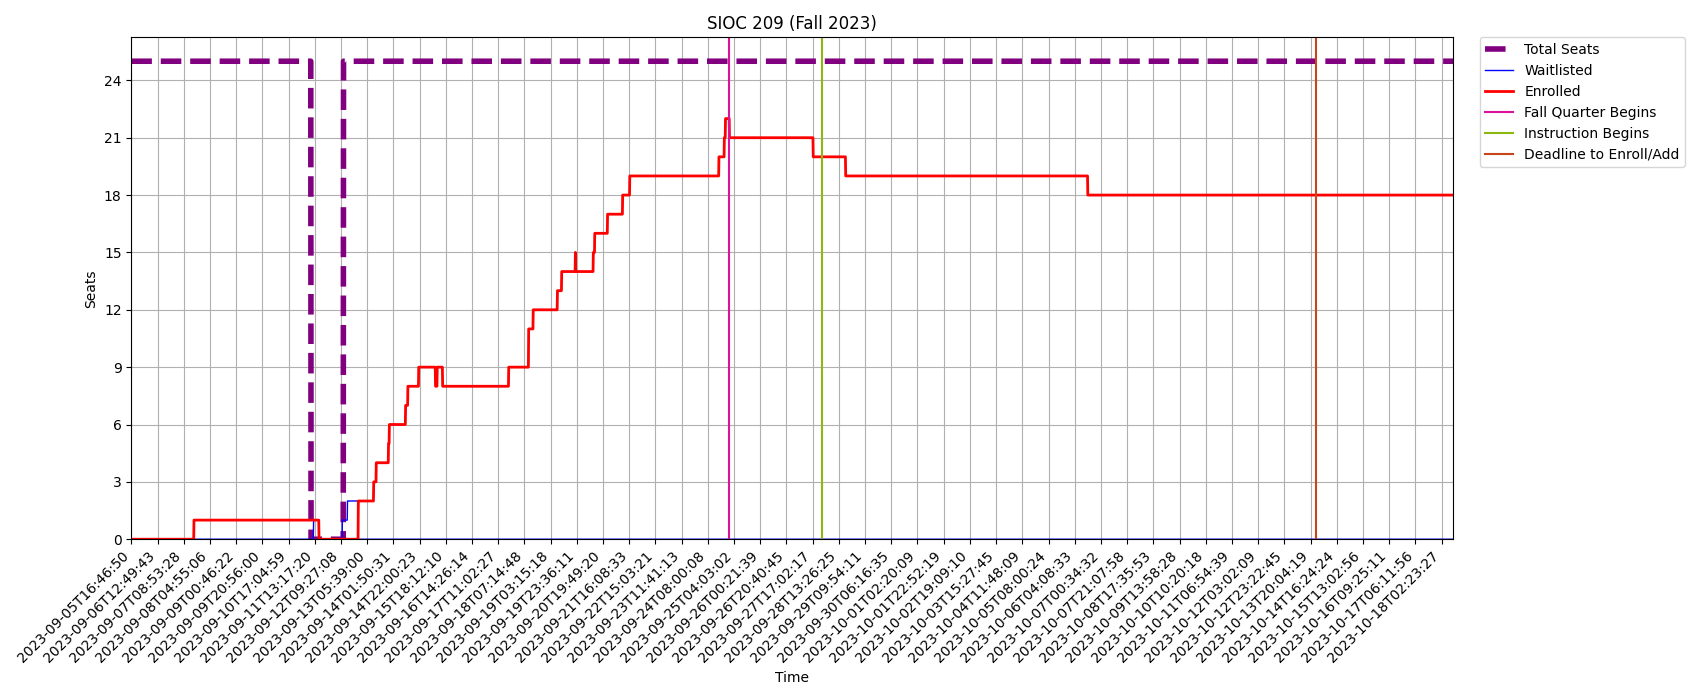 SIOC 209 (Fall 2023)
Total Seats
Waitlisted
Enrolled
Fall Quarter Begins
Instruction Begins
Deadline to Enroll/Add
Seats
24
21
18
15
12
9
6
3
0
2023-09-05T16:46:50
2023-09-06T12:49:43
2023-09-07T08:53:28
2023-09-08T04:55:06
2023-09-09T00:46:22
2023-09-09T20:56:00
2023-09-10T17:04:59
2023-09-11T13:17:20
2023-09-12T09:27:08
2023-09-13T05:39:00
2023-09-14T01:50:31
2023-09-14T22:00:23
2023-09-15T18:12:10
2023-09-16T14:26:14
2023-09-17T11:02:27
2023-09-18T07:14:48
2023-09-19T03:15:18
2023-09-19T23:36:11
2023-09-20T19:49:20
2023-09-21T16:08:33
2023-09-22T15:03:21
2023-09-23T11:41:13
2023-09-24T08:00:08
2023-09-25T04:03:02
2023-09-26T00:21:39
2023-09-26T20:40:45
2023-09-27T17:02:17
2023-09-28T13:26:25
2023-09-29T09:54:11
2023-09-30T06:16:35
2023-10-01T02:20:09
2023-10-01T22:52:19
2023-10-02T19:09:10
2023-10-03T15:27:45
2023-10-04T11:48:09
2023-10-05T08:00:24
2023-10-06T04:08:33
2023-10-07T00:34:32
2023-10-07T21:07:58
2023-10-08T17:35:53
2023-10-09T13:58:28
2023-10-10T10:20:18
2023-10-11T06:54:39
2023-10-12T03:02:09
2023-10-12T23:22:45
2023-10-13T20:04:19
2023-10-14T16:24:24
2023-10-15T13:02:56
2023-10-16T09:25:11
2023-10-17T06:11:56
2023-10-18T02:23:27
Time